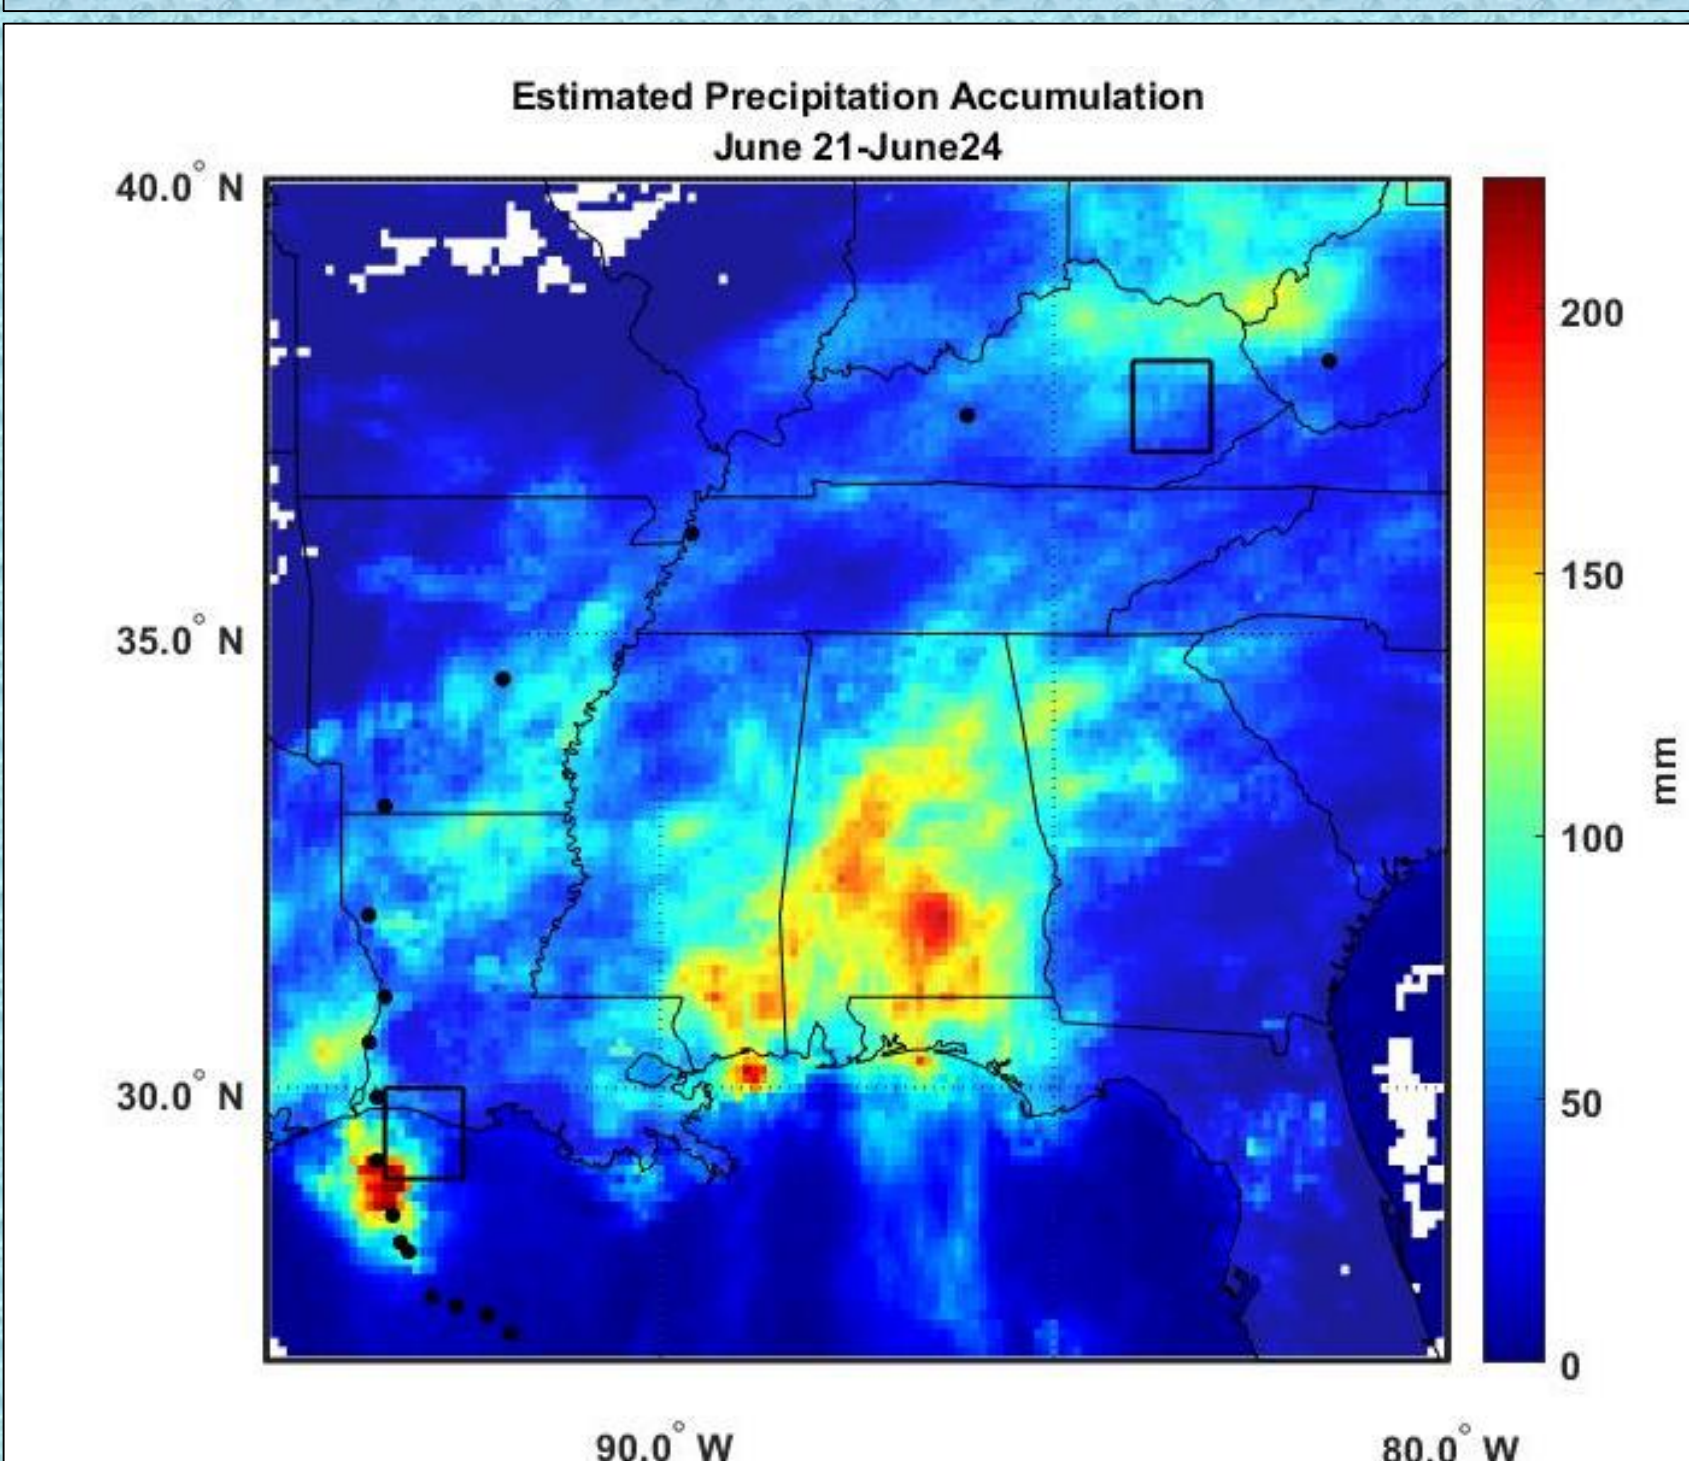 Estimated Precipitation Accumulation
June 21-June24
40.0° N
35.0° N
30.0° N
90.0° W
80.0° W
200
150
100
50
0
mm